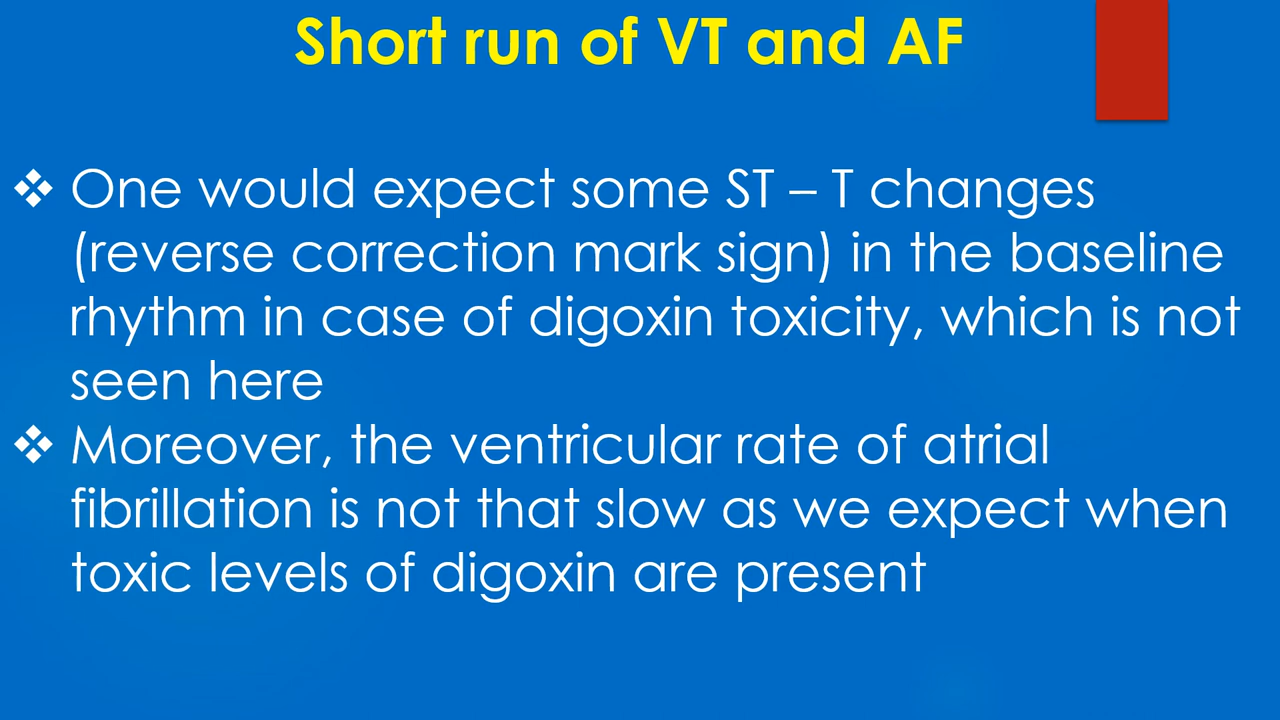 Short run of VT and AF
❖ One would expect some ST – T changes
(reverse correction mark sign) in the baseline
rhythm in case of digoxin toxicity, which is not
seen here
❖ Moreover, the ventricular rate of atrial
fibrillation is not that slow as we expect when
toxic levels of digoxin are present